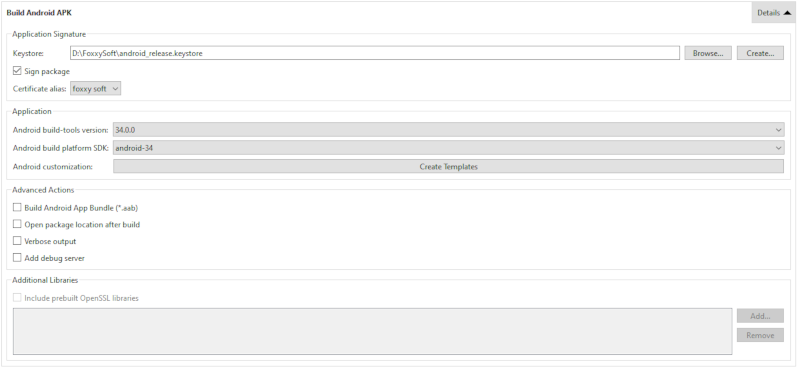 Build Android APK
Details
Application Signature
Keystore: D:\FoxxySoft\android_release.keystore Browse... Create...
Sign package
Certificate alias: foxxy soft
Application
Android build-tools version: 34.0.0
Android build platform SDK: android-34
Android customization: Create Templates
Advanced Actions
Build Android App Bundle (*.aab)
Open package location after build
Verbose output
Add debug server
Additional Libraries
Include prebuilt OpenSSL libraries
Add...
Remove